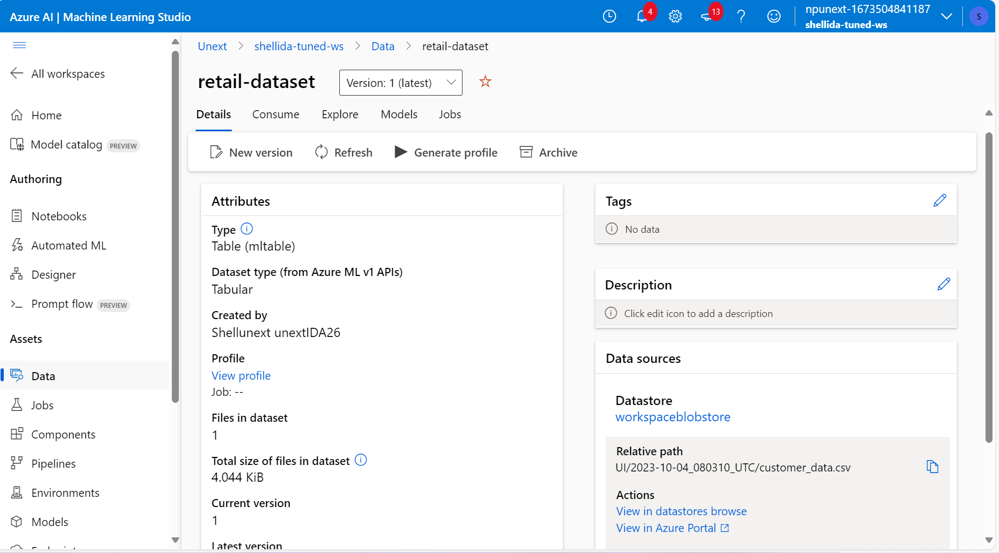 Azure AI | Machine Learning Studio
4
13
npunext-1673504841187
shellida-tuned-ws
S
All workspaces
Home
Model catalog PREVIEW
Authoring
Notebooks
Automated ML
Designer
Prompt flow PREVIEW
Assets
Data
Jobs
Components
Pipelines
Environments
Models
Unext > shellida-tuned-ws > Data > retail-dataset
retail-dataset
Version: 1 (latest)
Details Consume Explore Models Jobs
New version Refresh Generate profile Archive
Attributes
Type
Table (mltable)
Dataset type (from Azure ML v1 APIs)
Tabular
Created by
Shellunext unextIDA26
Profile
View profile
Job: --
Files in dataset
1
Total size of files in dataset
4.044 KiB
Current version
1
Latest version
Tags
No data
Description
Click edit icon to add a description
Data sources
Datastore
workspaceblobstore
Relative path
UI/2023-10-04_080310_UTC/customer_data.csv
Actions
View in datastores browse
View in Azure Portal